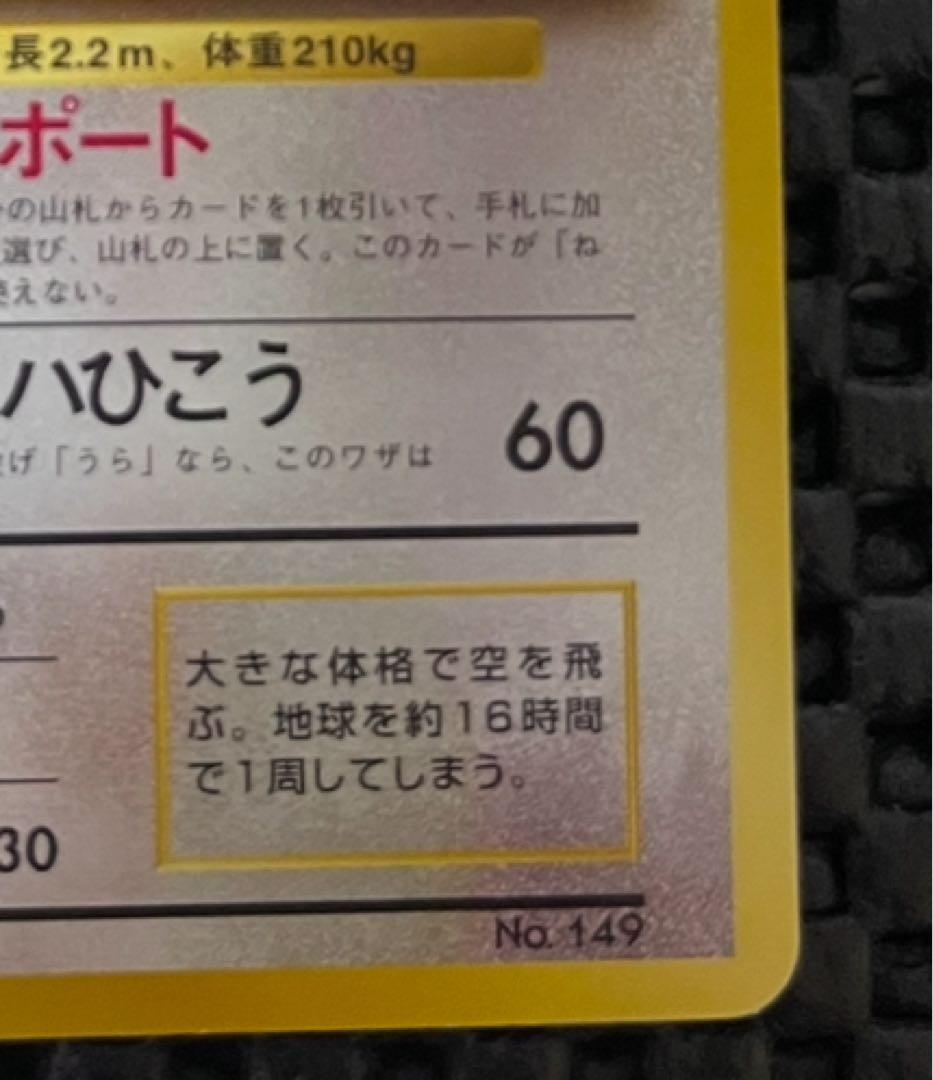 長2.2m、体重210kg
ポート
の山札からカードを1枚引いて、手札に加
選び、山札の上に置く。このカードが「ね
えない。
ハひこう
60
げ「うら」なら、このワザは
大きな体格で空を飛
ぶ。地球を約16時間
で1周してしまう。
30
No. 149